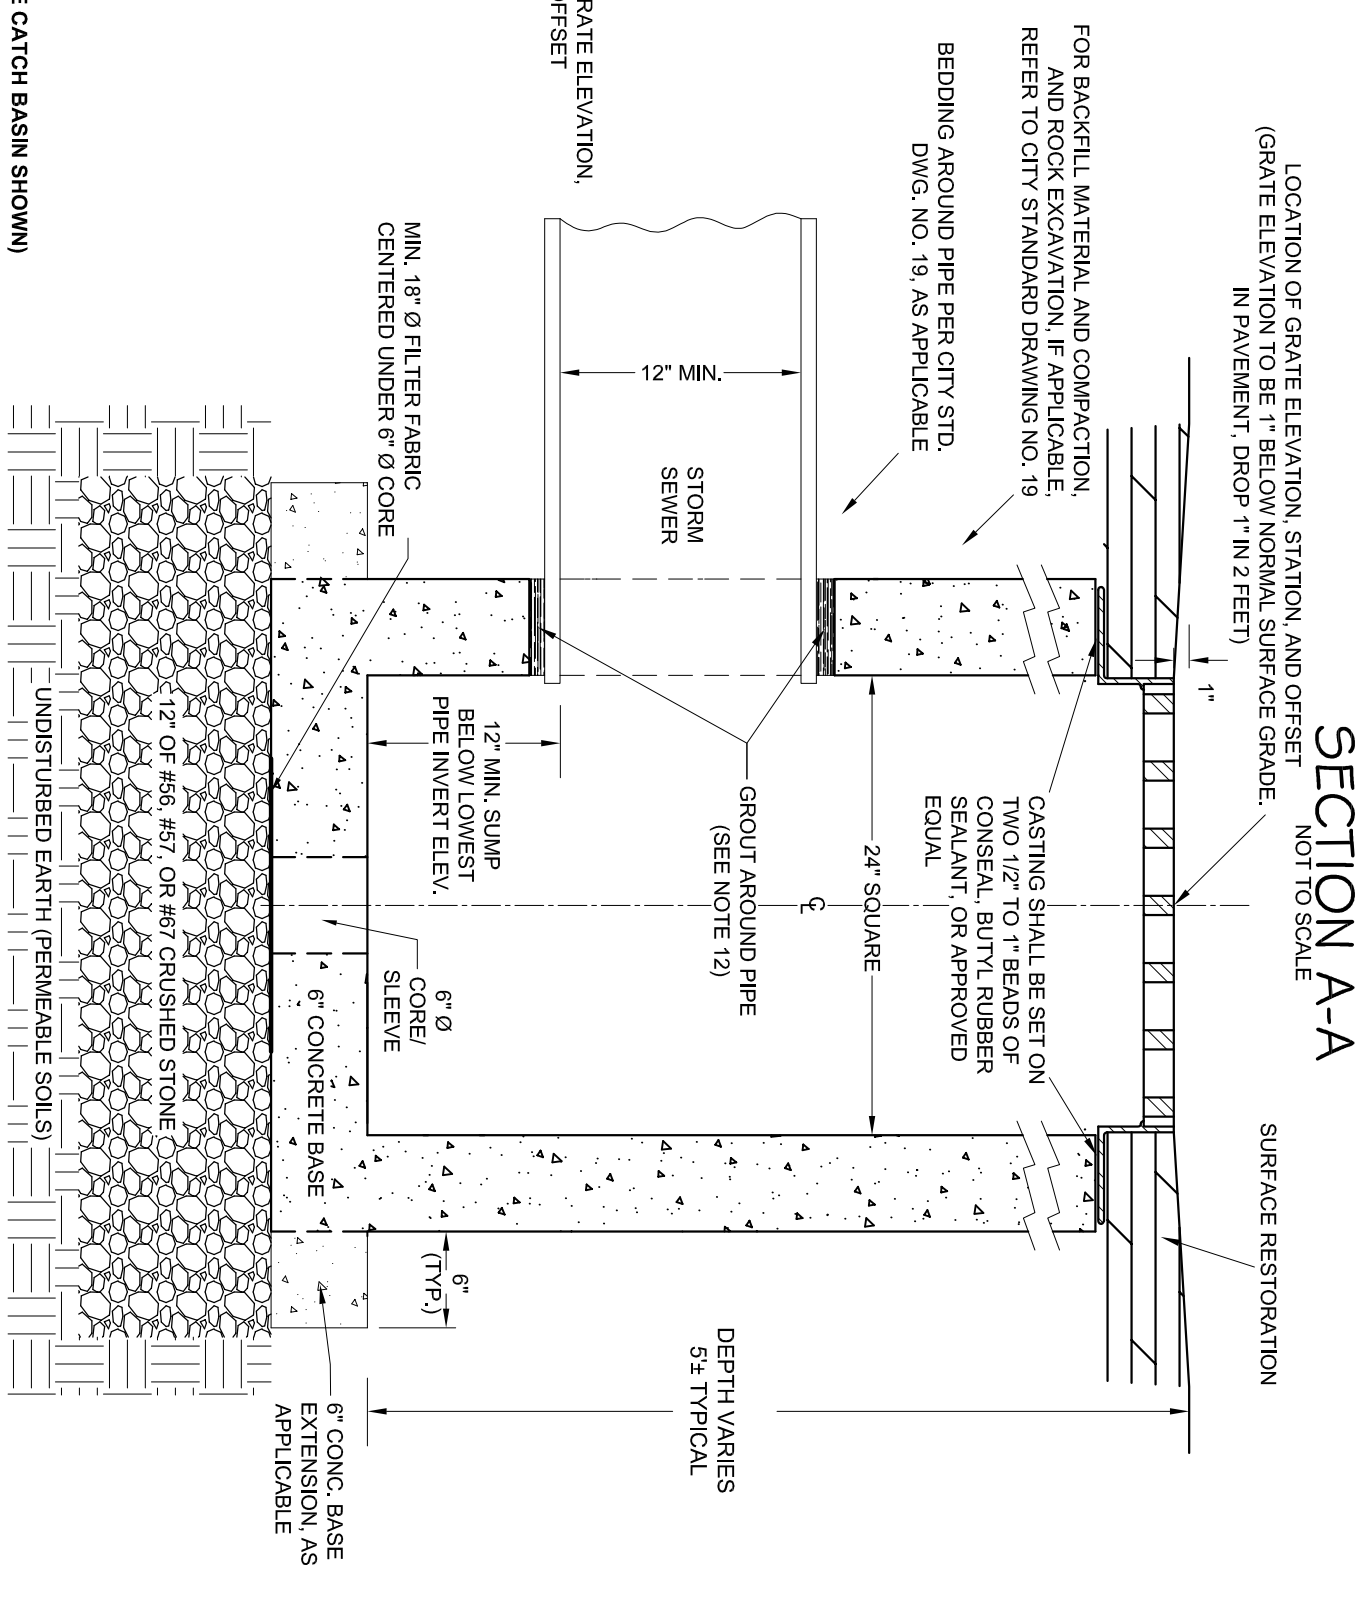 SECTION A-A
NOT TO SCALE
LOCATION OF GRATE ELEVATION, STATION, AND OFFSET
(GRATE ELEVATION TO BE 1" BELOW NORMAL SURFACE GRADE.
IN PAVEMENT, DROP 1" IN 2 FEET)
1"
SURFACE RESTORATION
FOR BACKFILL MATERIAL AND COMPACTION,
AND ROCK EXCAVATION, IF APPLICABLE,
REFER TO CITY STANDARD DRAWING NO. 19
BEDDING AROUND PIPE PER CITY STD.
DWG. NO. 19, AS APPLICABLE
CASTING SHALL BE SET ON
TWO 1/2" TO 1" BEADS OF
CONSEAL, BUTYL RUBBER
SEALANT, OR APPROVED
EQUAL
24" SQUARE
CL
GROUT AROUND PIPE
(SEE NOTE 12)
12" MIN.
STORM
SEWER
DEPTH VARIES
5'± TYPICAL
RATE ELEVATION,
OFFSET
12" MIN. SUMP
BELOW LOWEST
PIPE INVERT ELEV.
6" Ø
CORE/
SLEEVE
6"
(TYP.)
MIN. 18" Ø FILTER FABRIC
CENTERED UNDER 6" Ø CORE
6" CONCRETE BASE
6" CONC. BASE
EXTENSION, AS
APPLICABLE
12" OF #56, #57, OR #67 CRUSHED STONE
UNDISTURBED EARTH (PERMEABLE SOILS)
E CATCH BASIN SHOWN)